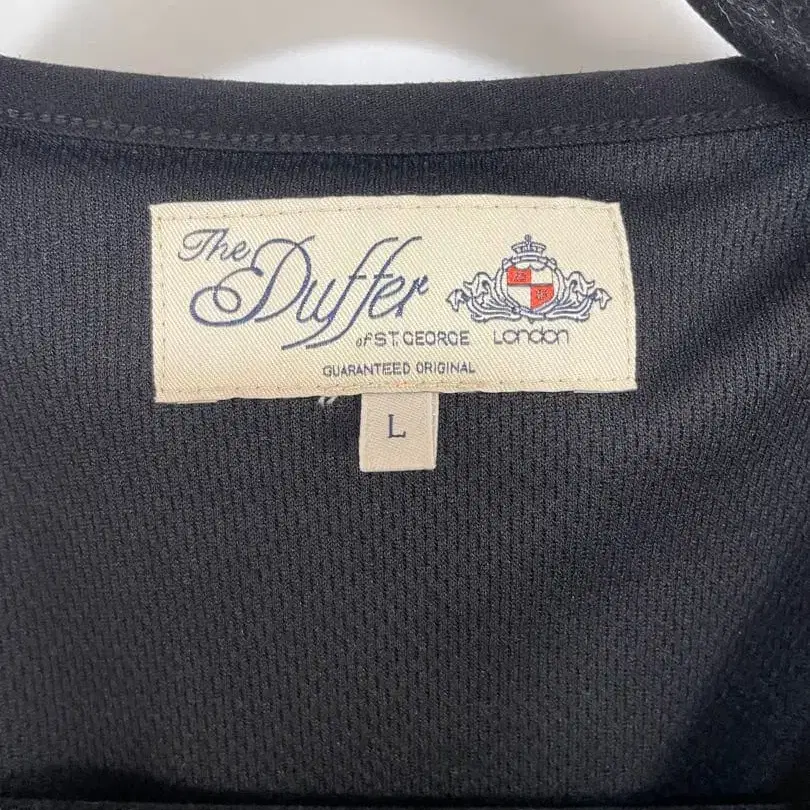 The Duffer
of ST. GEORGE London
GUARANTEED ORIGINAL
L